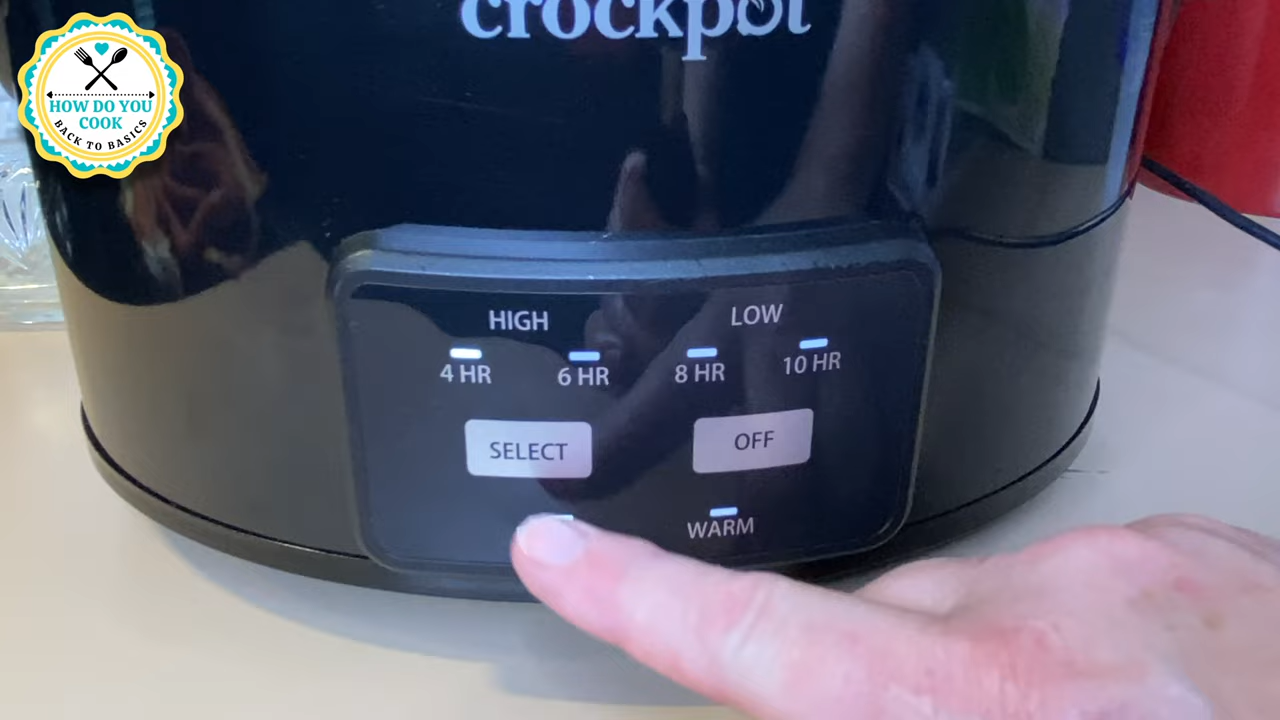 crockpot
HOW DO YOU
COOK
BACK TO BASICS
HIGH
LOW
4 HR
6 HR
8 HR
10 HR
SELECT
OFF
WARM